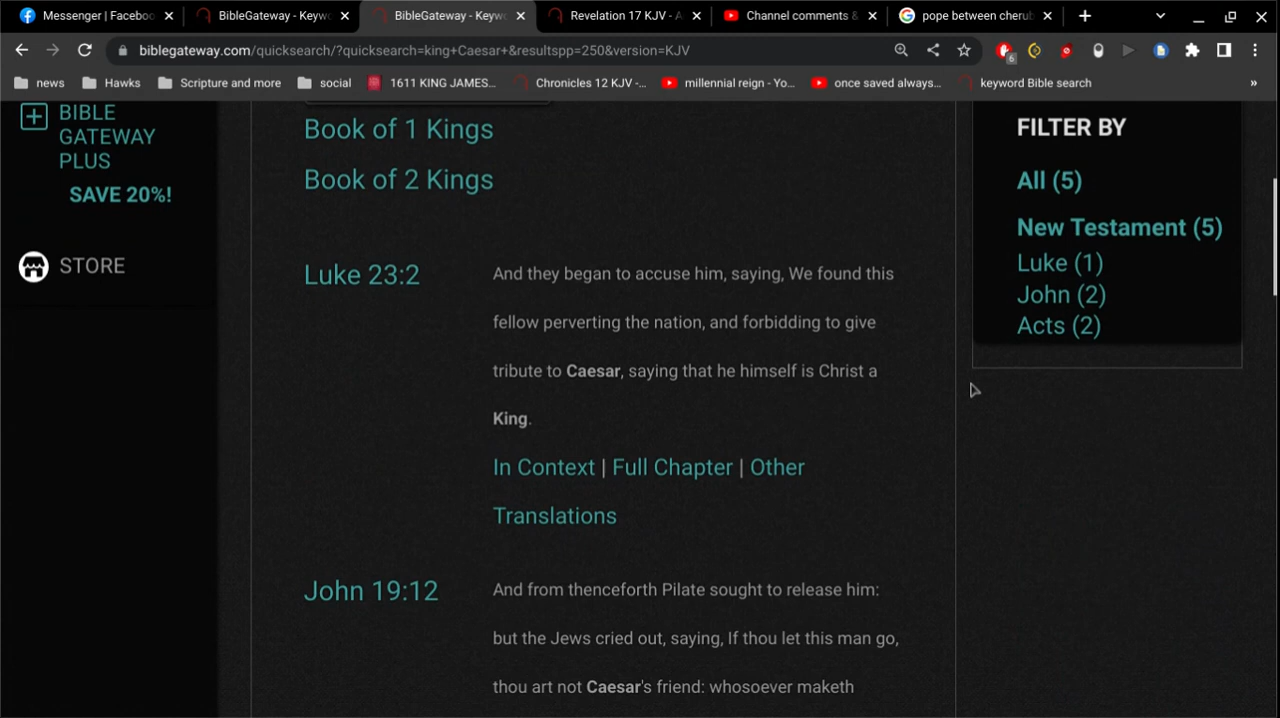 Messenger | Faceboo
BibleGateway - Keyw
BibleGateway - Keyw
Revelation 17 KJV - A
Channel comments &
pope between cherub
biblegateway.com/quicksearch/?quicksearch=king+Caesar+&resultspp=250&version=KJV
6
news
Hawks
Scripture and more
social
1611 KING JAMES...
Chronicles 12 KJV -...
millennial reign - Yo...
once saved always...
keyword Bible search
»
BIBLE
GATEWAY
PLUS
SAVE 20%!
STORE
Book of 1 Kings
Book of 2 Kings
Luke 23:2
And they began to accuse him, saying, We found this
fellow perverting the nation, and forbidding to give
tribute to Caesar, saying that he himself is Christ a
King.
In Context | Full Chapter | Other
Translations
John 19:12
And from thenceforth Pilate sought to release him:
but the Jews cried out, saying, If thou let this man go,
thou art not Caesar's friend: whosoever maketh
FILTER BY
All (5)
New Testament (5)
Luke (1)
John (2)
Acts (2)